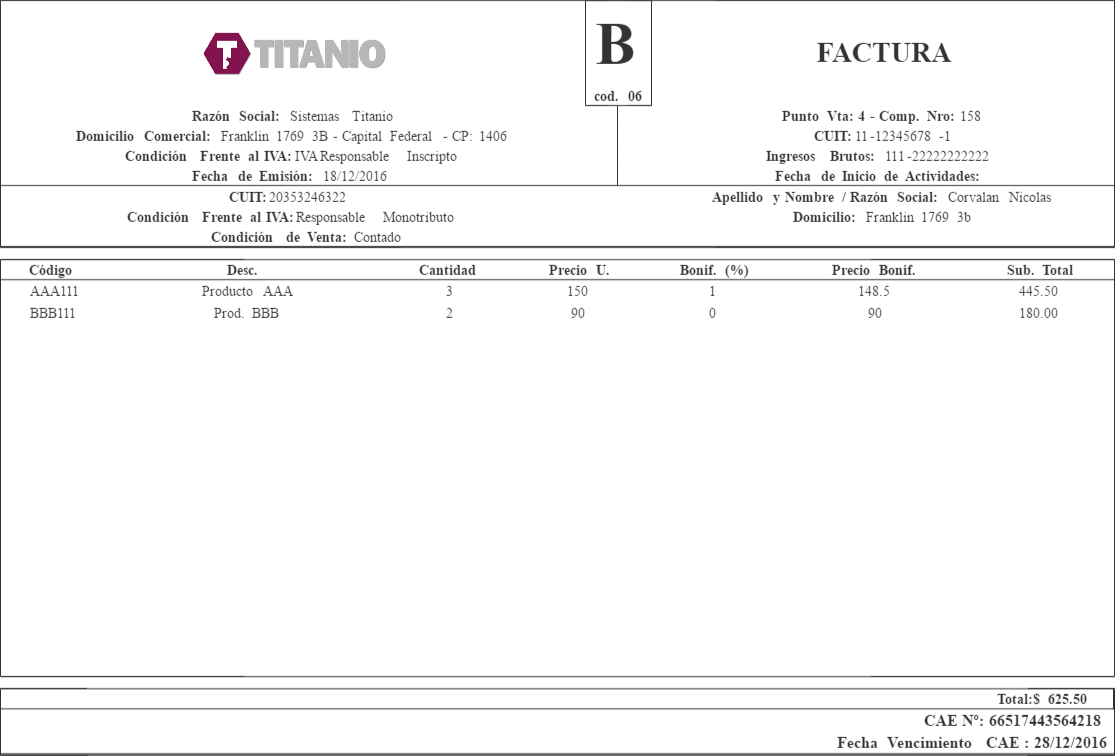 TITANIO
B
cod. 06
FACTURA
Razón Social: Sistemas Titanio
Domicilio Comercial: Franklin 1769 3B - Capital Federal - CP: 1406
Condición Frente al IVA: IVA Responsable Inscripto
Fecha de Emisión: 18/12/2016
Punto Vta: 4 - Comp. Nro: 158
CUIT: 11-12345678 -1
Ingresos Brutos: 111-22222222222
Fecha de Inicio de Actividades:
CUIT: 20353246322
Condición Frente al IVA: Responsable Monotributo
Condición de Venta: Contado
Apellido y Nombre / Razón Social: Corvalan Nicolas
Domicilio: Franklin 1769 3b
Código Desc. Cantidad Precio U. Bonif. (%) Precio Bonif. Sub. Total
AAA111 Producto AAA 3 150 1 148.5 445.50
BBB111 Prod. BBB 2 90 0 90 180.00
Total:$ 625.50
CAE Nº: 66517443564218
Fecha Vencimiento CAE : 28/12/2016